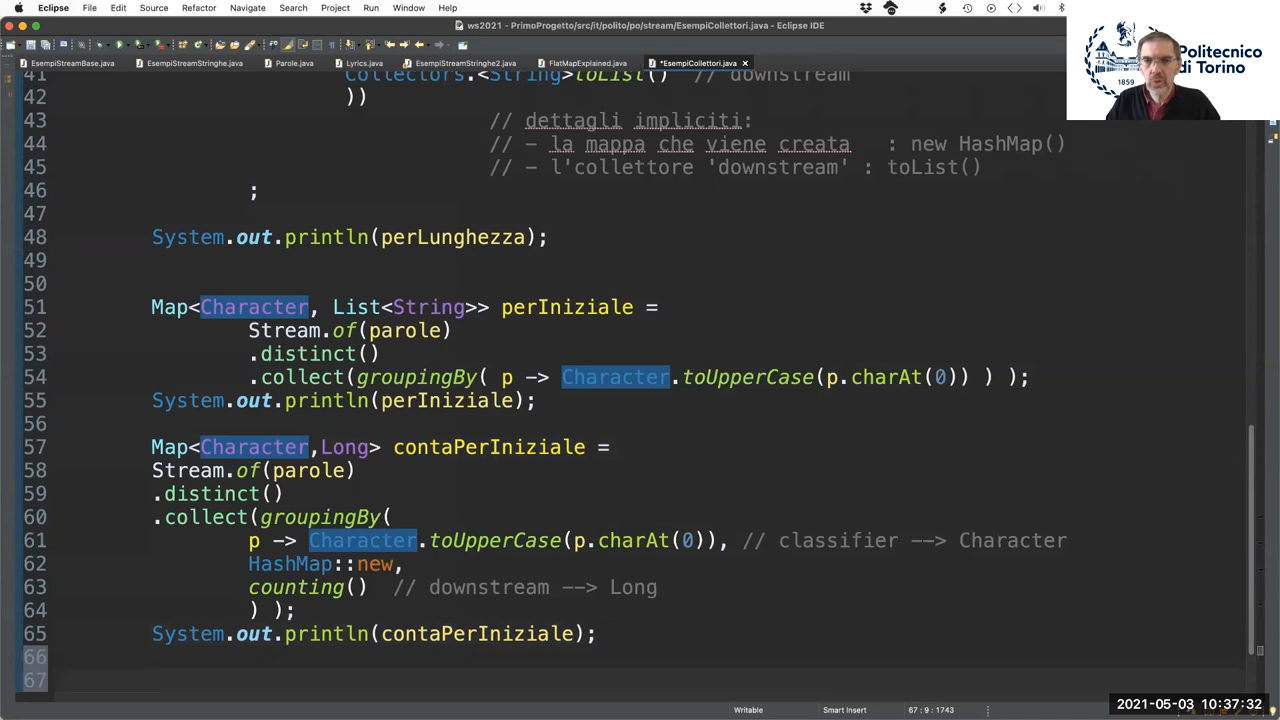 Eclipse File Edit Source Refactor Navigate Search Project Run Window Help
ws2021 - PrimoProgetto/src/it/polito/po/stream/EsempiCollettori.java - Eclipse IDE
EsempiStreamBase.java EsempiStreamStringhe.java Parole.java Lyrics.java EsempiStreamStringhe2.java FlatMapExplained.java *EsempiCollettori.java
Politecnico
di Torino
1859
41 Collectors.<String>toList() // downstream
42 ))
43 // dettagli impliciti:
44 // - la mappa che viene creata : new HashMap()
45 // - l'collettore 'downstream' : toList()
46 ;
47
48 System.out.println(perLunghezza);
49
50
51 Map<Character, List<String>> perIniziale =
52 Stream.of(parole)
53 .distinct()
54 .collect(groupingBy( p -> Character.toUpperCase(p.charAt(0)) ) );
55 System.out.println(perIniziale);
56
57 Map<Character,Long> contaPerIniziale =
58 Stream.of(parole)
59 .distinct()
60 .collect(groupingBy(
61 p -> Character.toUpperCase(p.charAt(0)), // classifier --> Character
62 HashMap::new,
63 counting() // downstream --> Long
64 ) );
65 System.out.println(contaPerIniziale);
66
67
Writable Smart Insert 67 : 9 : 1743
2021-05-03 10:37:32